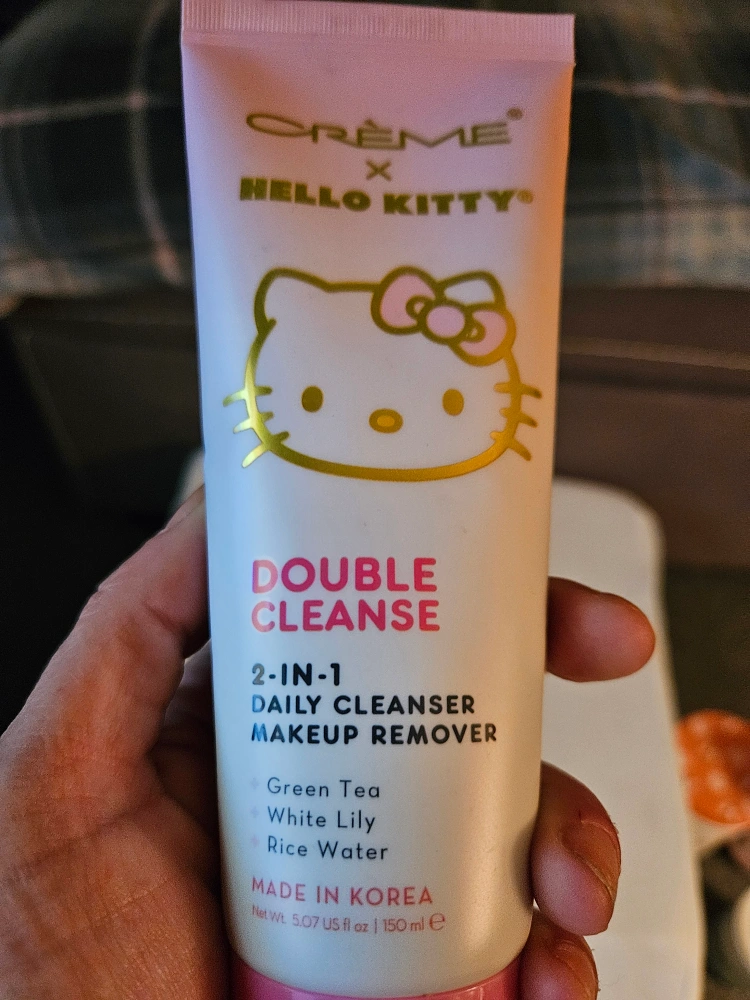 CRÈME®
×
HELLO KITTY®
DOUBLE
CLEANSE
2-IN-1
DAILY CLEANSER
MAKEUP REMOVER
Green Tea
White Lily
Rice Water
MADE IN KOREA
Net Wt. 5.07 US fl oz | 150 ml ℮